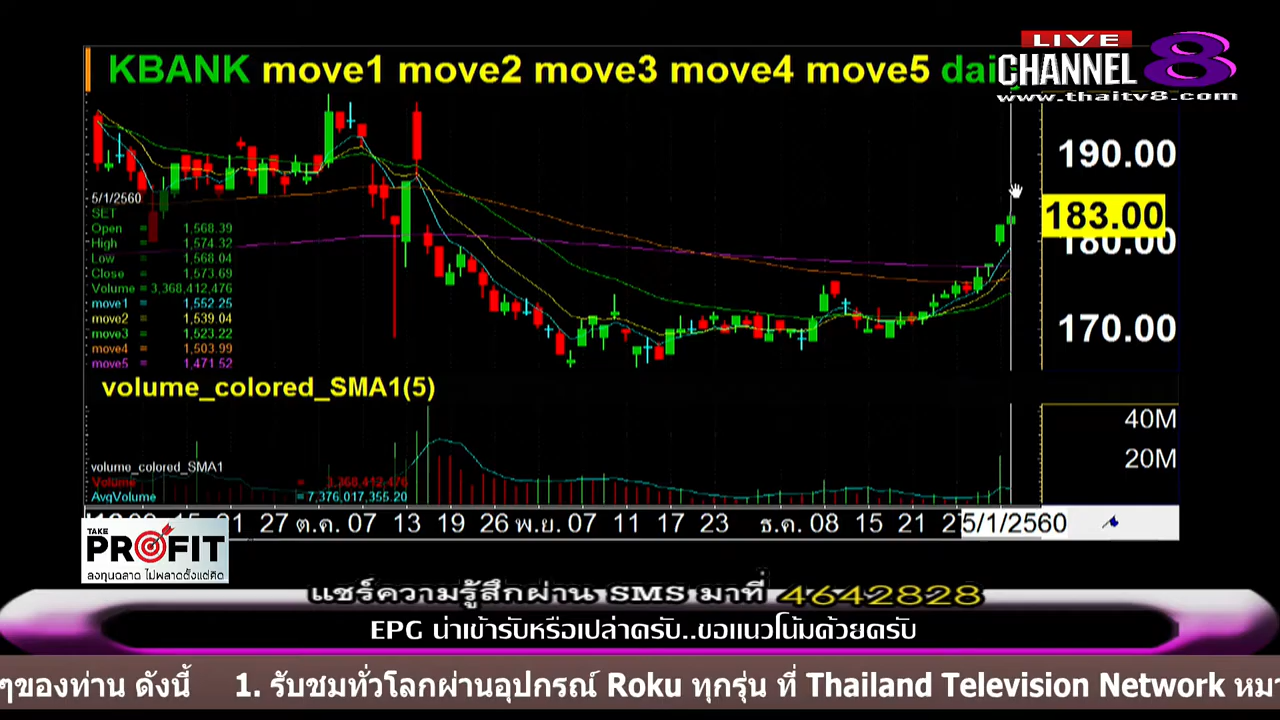 KBANK move1 move2 move3 move4 move5
LIVE
CHANNEL 8
www.thaitv8.com
190.00
183.00
180.00
170.00
5/1/2560
SET
Open = 1,568.39
High = 1,574.32
Low = 1,568.04
Close = 1,573.69
Volume = 3,368,412,476
move1 = 1,552.25
move2 = 1,539.04
move3 = 1,523.22
move4 = 1,503.99
move5 = 1,471.52
volume_colored_SMA1(5)
40M
20M
volume_colored_SMA1
Volume = 3,368,412,476
AvgVolume = 7,376,017,355.20
27 ต.ค. 07 13 19 26 พ.ย. 07 11 17 23 ธ.ค. 08 15 21 5/1/2560
TAKE
PROFIT
ลงทุนฉลาด ไม่พลาดตั้งแต่คิด
แชร์ความรู้สึกผ่าน SMS มาที่ 4642828
EPG น่าเข้ารับหรือเปล่าครับ..ขอแนวโน้มด้วยครับ
ๆของท่าน ดังนี้ 1. รับชมทั่วโลกผ่านอุปกรณ์ Roku ทุกรุ่น ที่ Thailand Television Network หมา